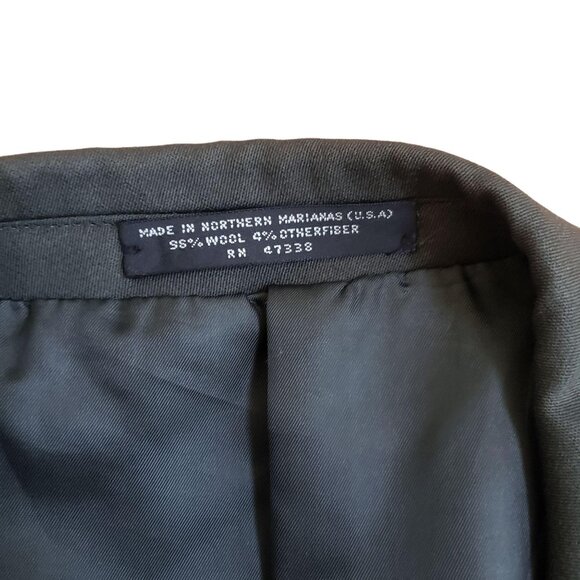 MADE IN NORTHERN MARIANAS (U.S.A)
96% WOOL 4% OTHERFIBER
RN 47338